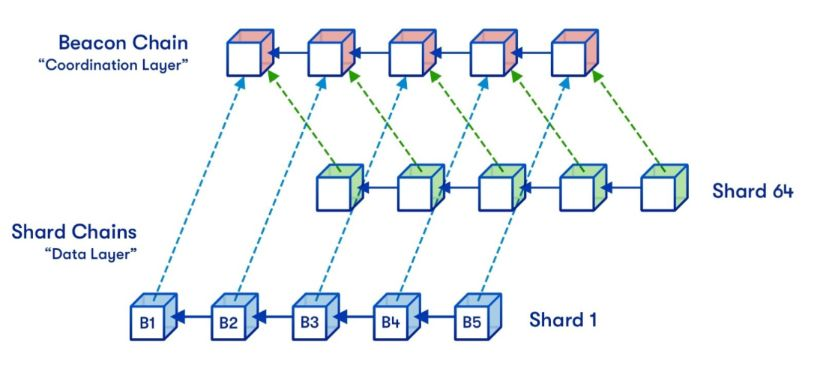 Beacon Chain
“Coordination Layer”
Shard 64
Shard Chains
“Data Layer”
B1 B2 B3 B4 B5 Shard 1